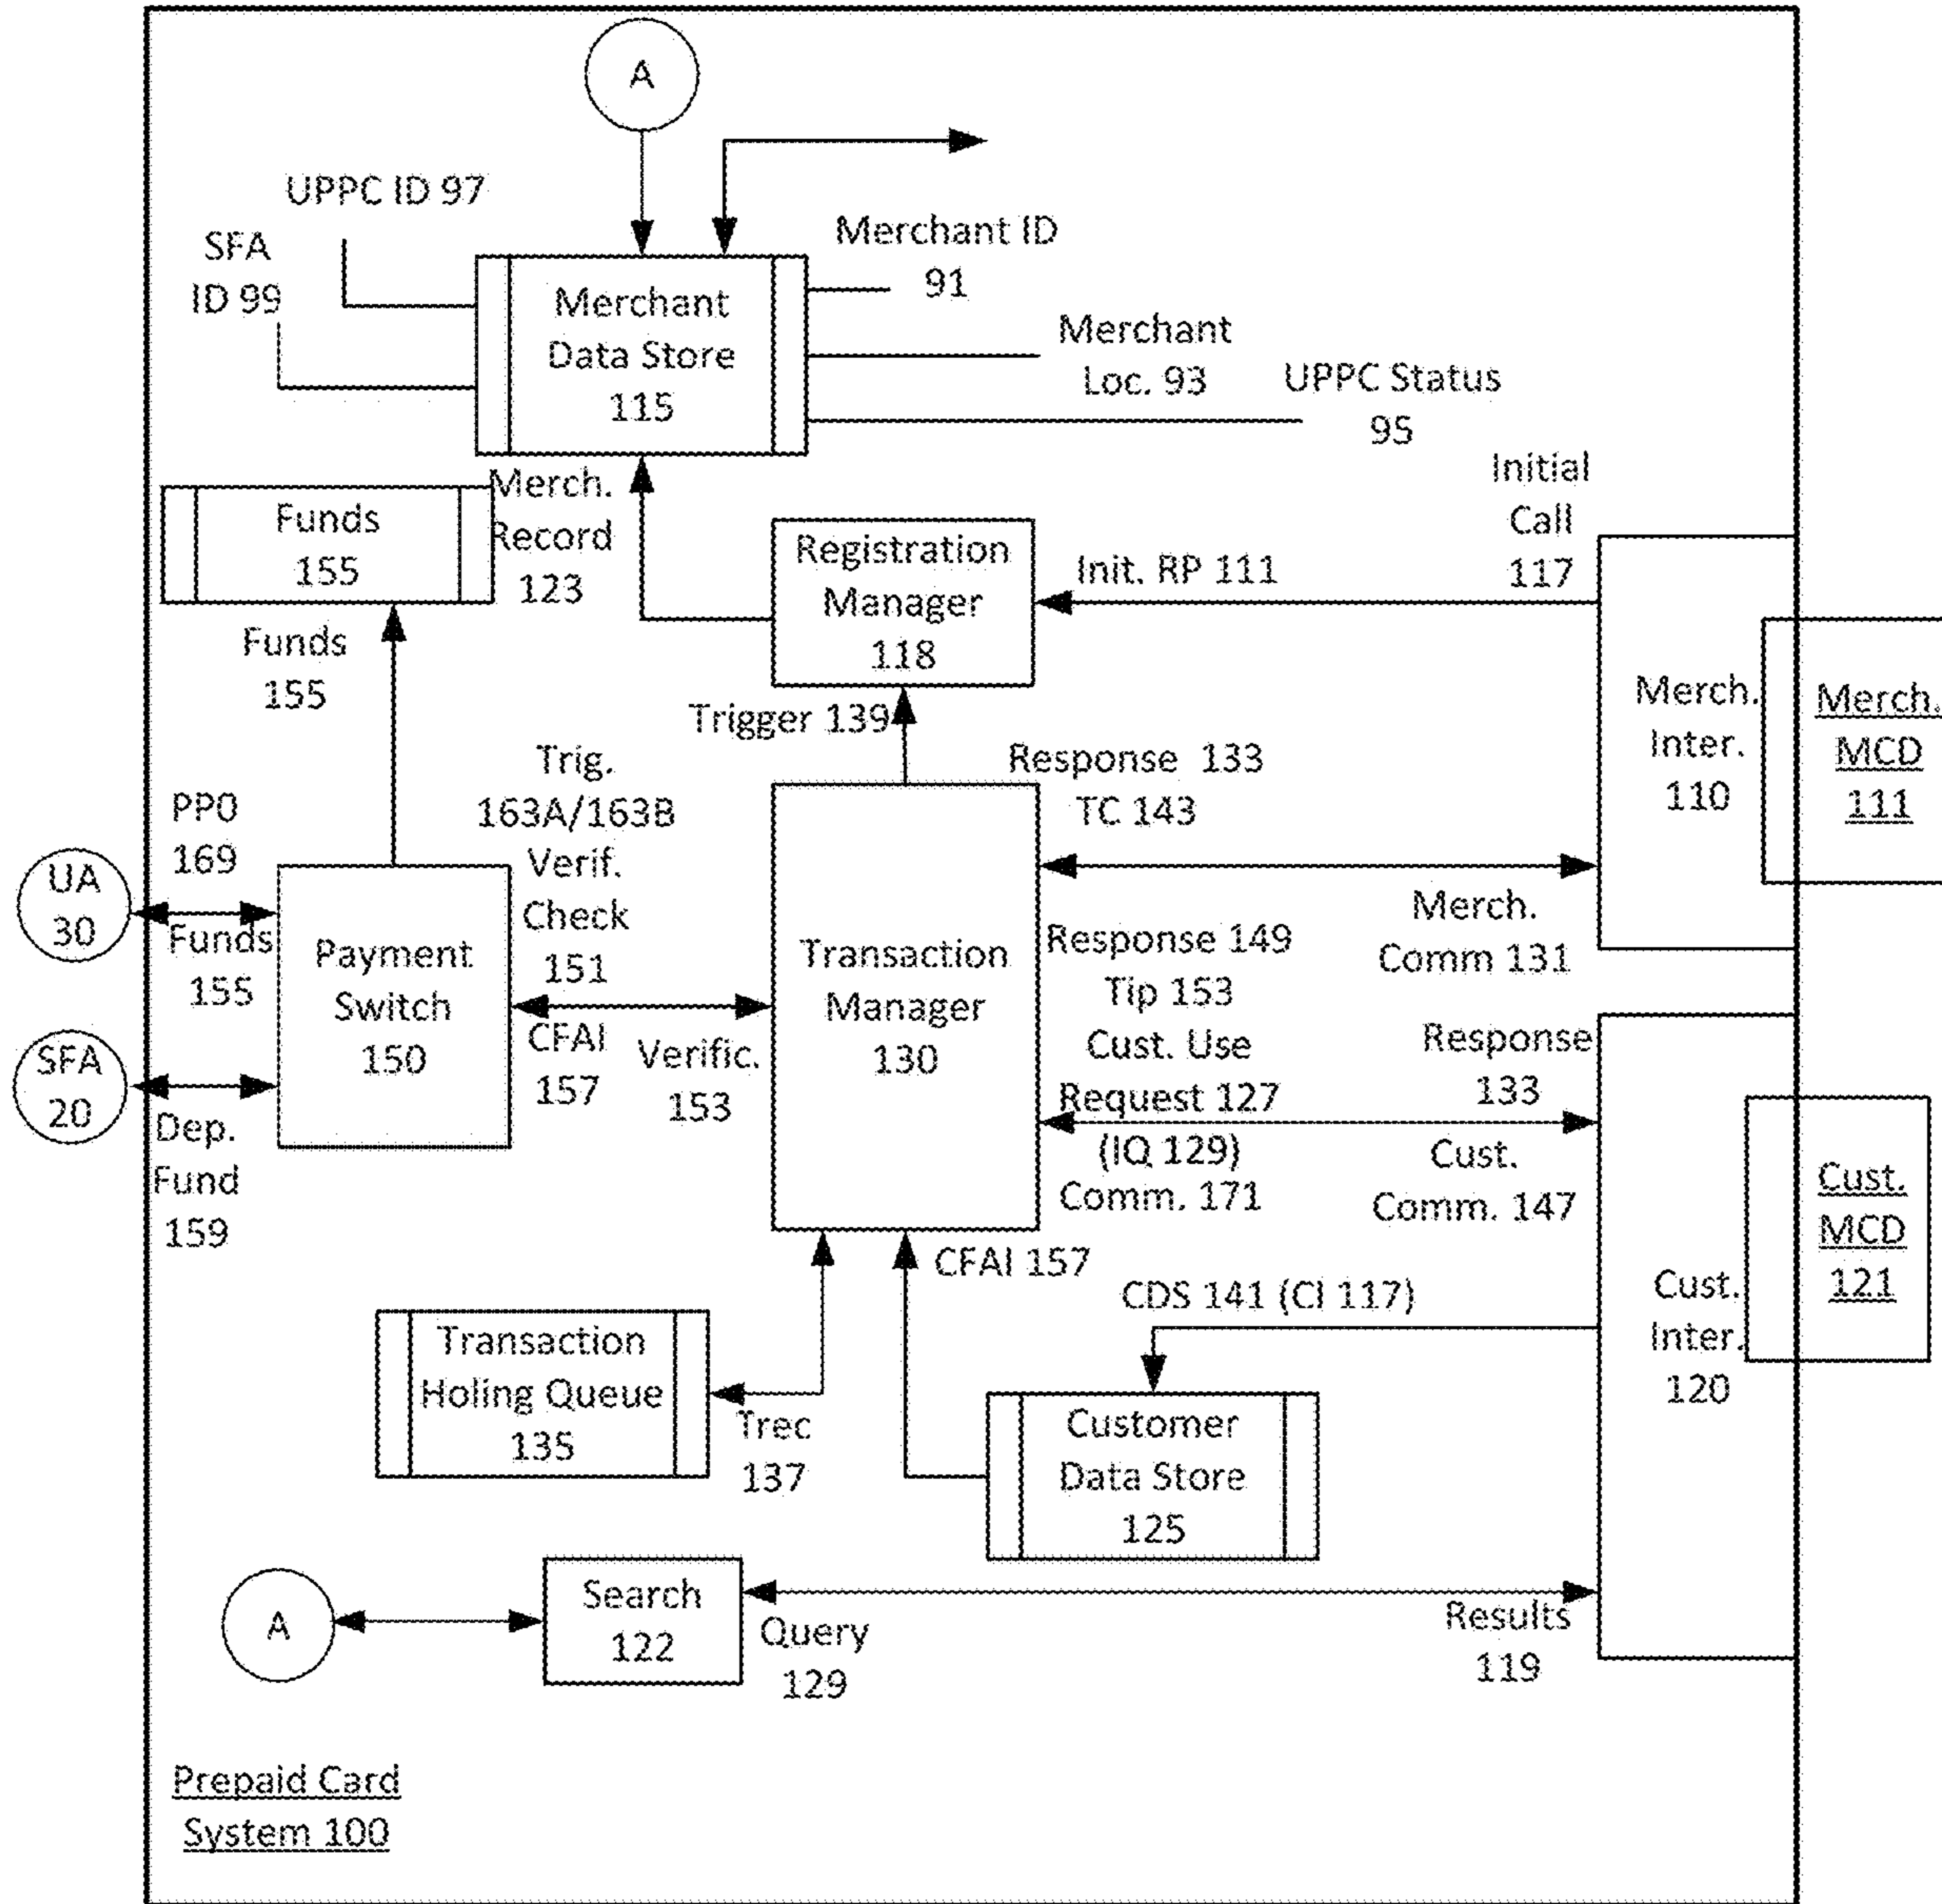 A
UPPC ID 97
SFA
ID 99
Merchant
Data Store
115
Merchant ID
91
Merchant
Loc. 93
UPPC Status
95
Funds
155
Merch.
Record
123
Funds
155
Registration
Manager
118
Init. RP 111
Initial
Call
117
Merch.
Inter.
110
Merch.
MCD
111
Trigger 139
Response 133
TC 143
Merch.
Comm 131
PP0
169
UA
30
Funds
155
SFA
20
Dep.
Fund
159
Payment
Switch
150
Trig.
163A/163B
Verif.
Check
151
CFAI
157
Verific.
153
Transaction
Manager
130
Response 149
Tip 153
Cust. Use
Request 127
(IQ 129)
Comm. 171
Response
133
Cust.
Comm. 147
Cust.
Inter.
120
Cust.
MCD
121
CFAI 157
CDS 141 (CI 117)
Transaction
Holing Queue
135
Trec
137
Customer
Data Store
125
A
Search
122
Query
129
Results
119
Prepaid Card
System 100